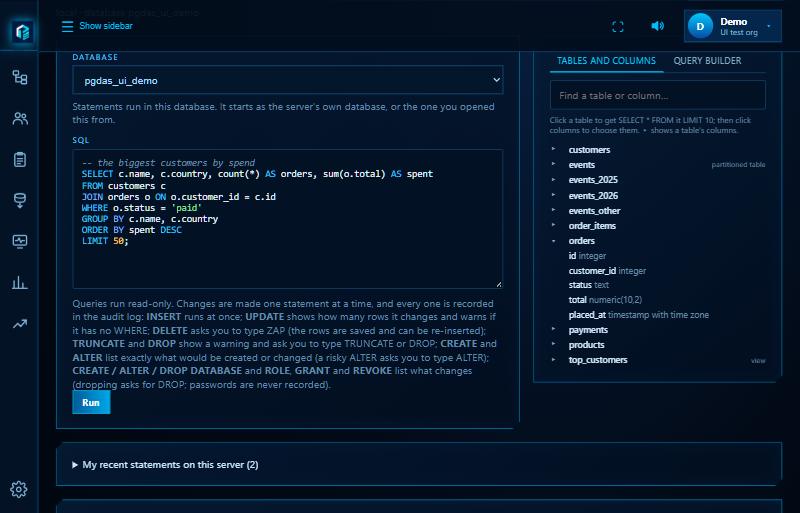 Show sidebar
D
Demo
UI test org
DATABASE
pgdas_ui_demo
Statements run in this database. It starts as the server's own database, or the one you opened
this from.
SQL
-- the biggest customers by spend
SELECT c.name, c.country, count(*) AS orders, sum(o.total) AS spent
FROM customers c
JOIN orders o ON o.customer_id = c.id
WHERE o.status = 'paid'
GROUP BY c.name, c.country
ORDER BY spent DESC
LIMIT 50;
Queries run read-only. Changes are made one statement at a time, and every one is recorded
in the audit log: INSERT runs at once; UPDATE shows how many rows it changes and warns if
it has no WHERE; DELETE asks you to type ZAP (the rows are saved and can be re-inserted);
TRUNCATE and DROP show a warning and ask you to type TRUNCATE or DROP; CREATE and
ALTER list exactly what would be created or changed (a risky ALTER asks you to type ALTER);
CREATE / ALTER / DROP DATABASE and ROLE, GRANT and REVOKE list what changes
(dropping asks for DROP; passwords are never recorded).
Run
TABLES AND COLUMNS
QUERY BUILDER
Find a table or column...
Click a table to get SELECT * FROM it LIMIT 10; then click
columns to choose them. • shows a table's columns.
customers
events partitioned table
events_2025
events_2026
events_other
order_items
orders
id integer
customer_id integer
status text
total numeric(10,2)
placed_at timestamp with time zone
payments
products
top_customers view
My recent statements on this server (2)